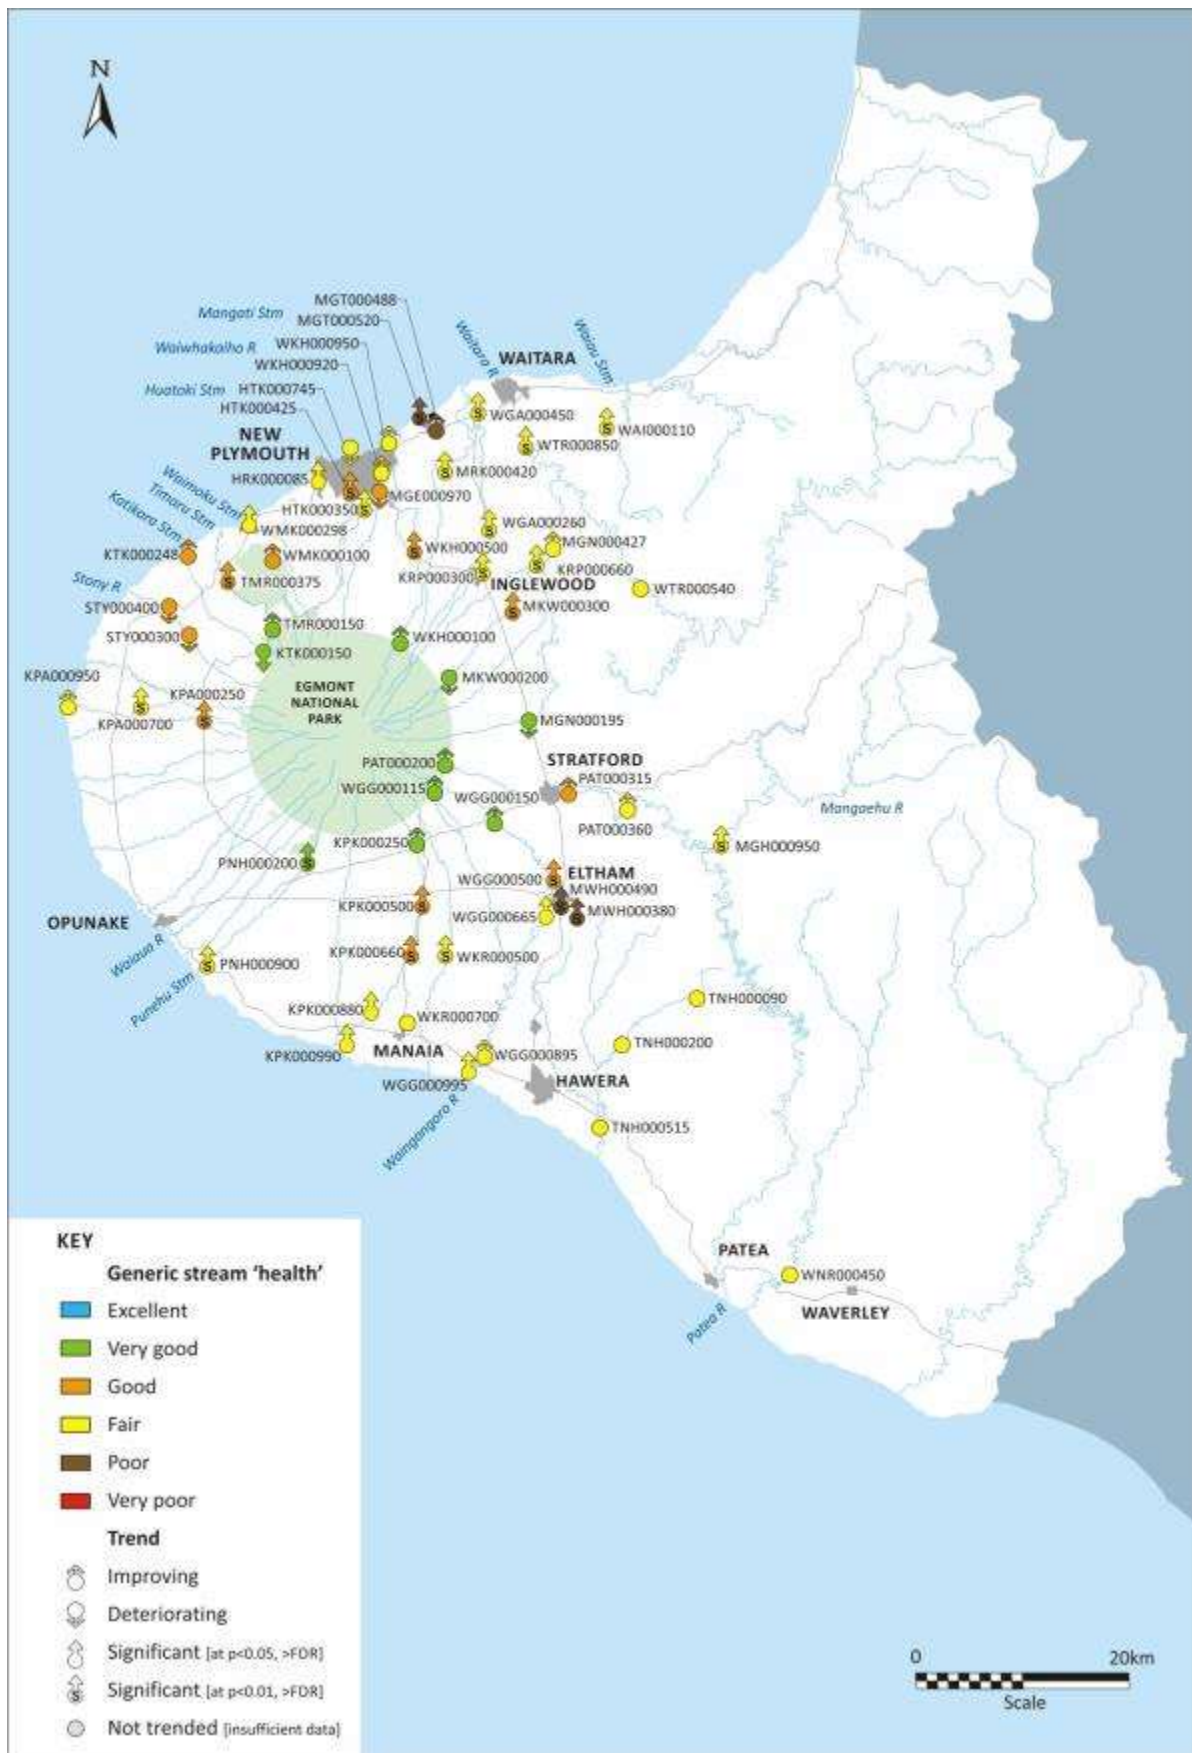 N
MGT000488
Mangati Stm
MGT000520
Waiwhakaiho R
WKH000950
WKH000920
Huatoki Stm
HTK000745
HTK000425
Waitara R
WAITARA
Waiau Stm
NEW
PLYMOUTH
WGA000450
WAI000110
WTR000850
HRK000085
MRK000420
MGE000970
HTK000350
Waimoku Stm
Timaru Stm
Katikara Stm
WMK000298
WGA000260
KTK000248
WMK000100
WKH000500
MGN000427
TMR000375
KRP000300
KRP000660
INGLEWOOD
WTR000540
Stony R
STY000400
MKW000300
STY000300
TMR000150
WKH000100
KTK000150
KPA000950
KPA000250
MKW000200
EGMONT
NATIONAL
PARK
KPA000700
MGN000195
PAT000200
STRATFORD
PAT000315
WGG000115
WGG000150
Mangaehu R
PAT000360
KPK000250
MGH000950
PNH000200
WGG000500
ELTHAM
MWH000490
KPK000500
WGG000665
MWH000380
OPUNAKE
Waiaua R
KPK000660
WKR000500
PNH000900
Punehu Stm
TNH000090
KPK000880
WKR000700
TNH000200
KPK000990
MANAIA
WGG000895
WGG000995
HAWERA
Waingongoro R
TNH000515
PATEA
WNR000450
WAVERLEY
Patea R
KEY
Generic stream 'health'
Excellent
Very good
Good
Fair
Poor
Very poor
Trend
Improving
Deteriorating
Significant [at p<0.05, >FDR]
S Significant [at p<0.01, >FDR]
Not trended [insufficient data]
0 20km
Scale